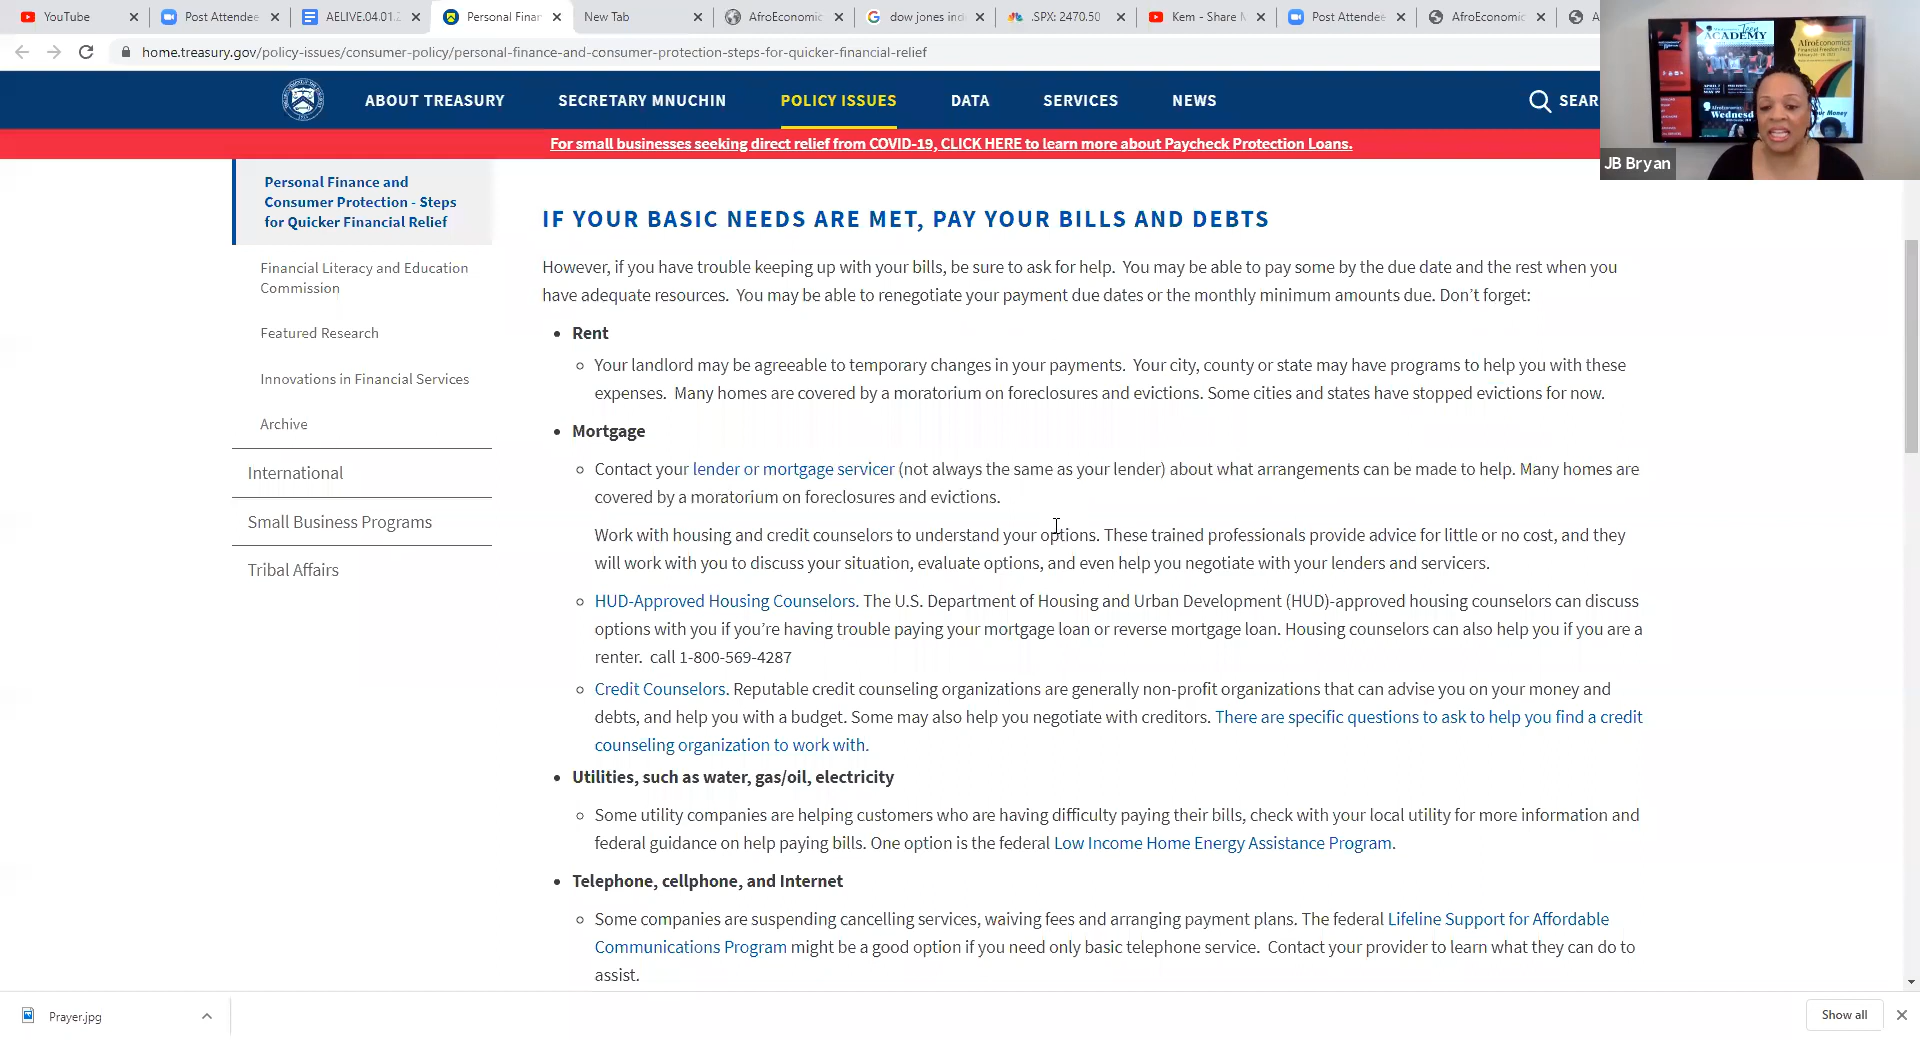 YouTube
Post Attendee
AELIVE.04.01.2
Personal Finan
New Tab
AfroEconomic
dow jones ind
.SPX: 2470.50
Kem - Share M
Post Attendee
AfroEconomic
home.treasury.gov/policy-issues/consumer-policy/personal-finance-and-consumer-protection-steps-for-quicker-financial-relief
ABOUT TREASURY SECRETARY MNUCHIN POLICY ISSUES DATA SERVICES NEWS SEAR
For small businesses seeking direct relief from COVID-19, CLICK HERE to learn more about Paycheck Protection Loans.
Teen
ACADEMY
AfroEconomics
Wednesd
Money
JB Bryan
Personal Finance and
Consumer Protection - Steps
for Quicker Financial Relief
Financial Literacy and Education
Commission
Featured Research
Innovations in Financial Services
Archive
International
Small Business Programs
Tribal Affairs
IF YOUR BASIC NEEDS ARE MET, PAY YOUR BILLS AND DEBTS
However, if you have trouble keeping up with your bills, be sure to ask for help. You may be able to pay some by the due date and the rest when you
have adequate resources. You may be able to renegotiate your payment due dates or the monthly minimum amounts due. Don’t forget:
• Rent
Your landlord may be agreeable to temporary changes in your payments. Your city, county or state may have programs to help you with these
expenses. Many homes are covered by a moratorium on foreclosures and evictions. Some cities and states have stopped evictions for now.
• Mortgage
Contact your lender or mortgage servicer (not always the same as your lender) about what arrangements can be made to help. Many homes are
covered by a moratorium on foreclosures and evictions.
Work with housing and credit counselors to understand your options. These trained professionals provide advice for little or no cost, and they
will work with you to discuss your situation, evaluate options, and even help you negotiate with your lenders and servicers.
HUD-Approved Housing Counselors. The U.S. Department of Housing and Urban Development (HUD)-approved housing counselors can discuss
options with you if you’re having trouble paying your mortgage loan or reverse mortgage loan. Housing counselors can also help you if you are a
renter. call 1-800-569-4287
Credit Counselors. Reputable credit counseling organizations are generally non-profit organizations that can advise you on your money and
debts, and help you with a budget. Some may also help you negotiate with creditors. There are specific questions to ask to help you find a credit
counseling organization to work with.
• Utilities, such as water, gas/oil, electricity
Some utility companies are helping customers who are having difficulty paying their bills, check with your local utility for more information and
federal guidance on help paying bills. One option is the federal Low Income Home Energy Assistance Program.
• Telephone, cellphone, and Internet
Some companies are suspending cancelling services, waiving fees and arranging payment plans. The federal Lifeline Support for Affordable
Communications Program might be a good option if you need only basic telephone service. Contact your provider to learn what they can do to
assist.
Prayer.jpg
Show all